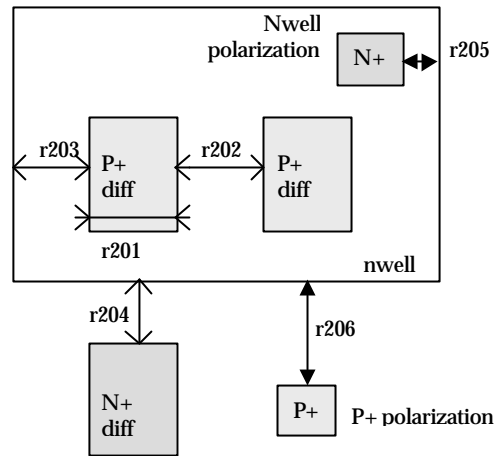 Nwell
polarization
N+
r205
r203
P+
diff
r202
P+
diff
r201
nwell
r204
r206
N+
diff
P+
P+ polarization